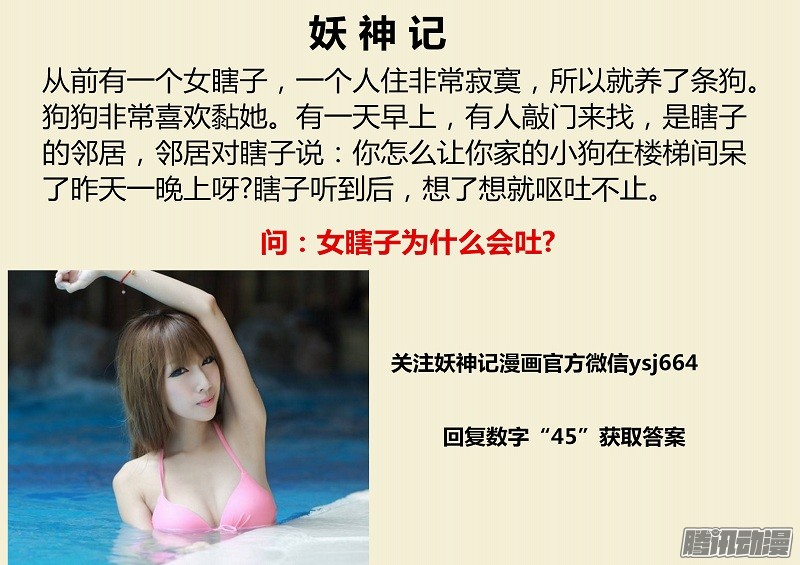 妖神记
从前有一个女瞎子，一个人住非常寂寞，所以就养了条狗。
狗狗非常喜欢黏她。有一天早上，有人敲门来找，是瞎子
的邻居，邻居对瞎子说：你怎么让你家的小狗在楼梯间呆
了昨天一晚上呀?瞎子听到后，想了想就呕吐不止。
问：女瞎子为什么会吐?
关注妖神记漫画官方微信ysj664
回复数字“45”获取答案
腾讯动漫